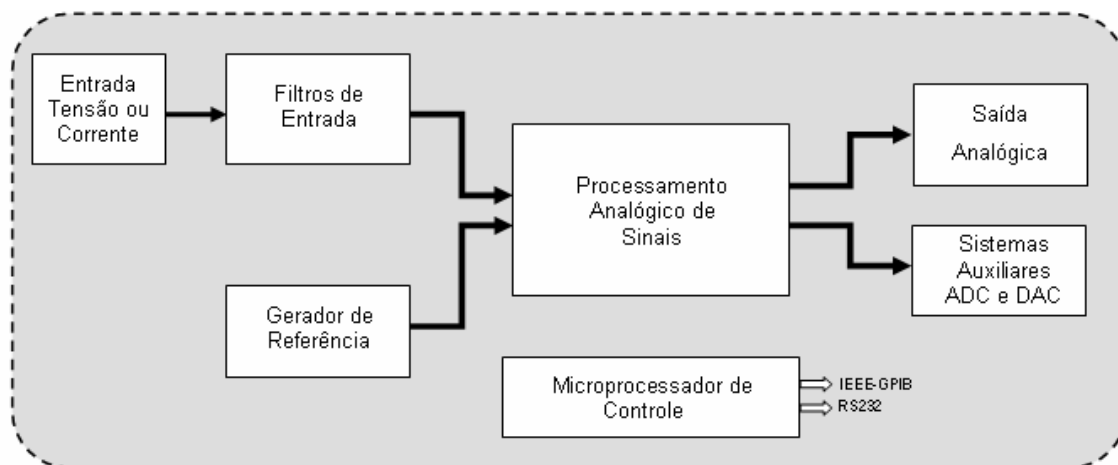 Entrada
Tensão ou
Corrente
Filtros de
Entrada
Gerador de
Referência
Processamento
Analógico de
Sinais
Saída
Analógica
Sistemas
Auxiliares
ADC e DAC
Microprocessador de
Controle
IEEE-GPIB
RS232